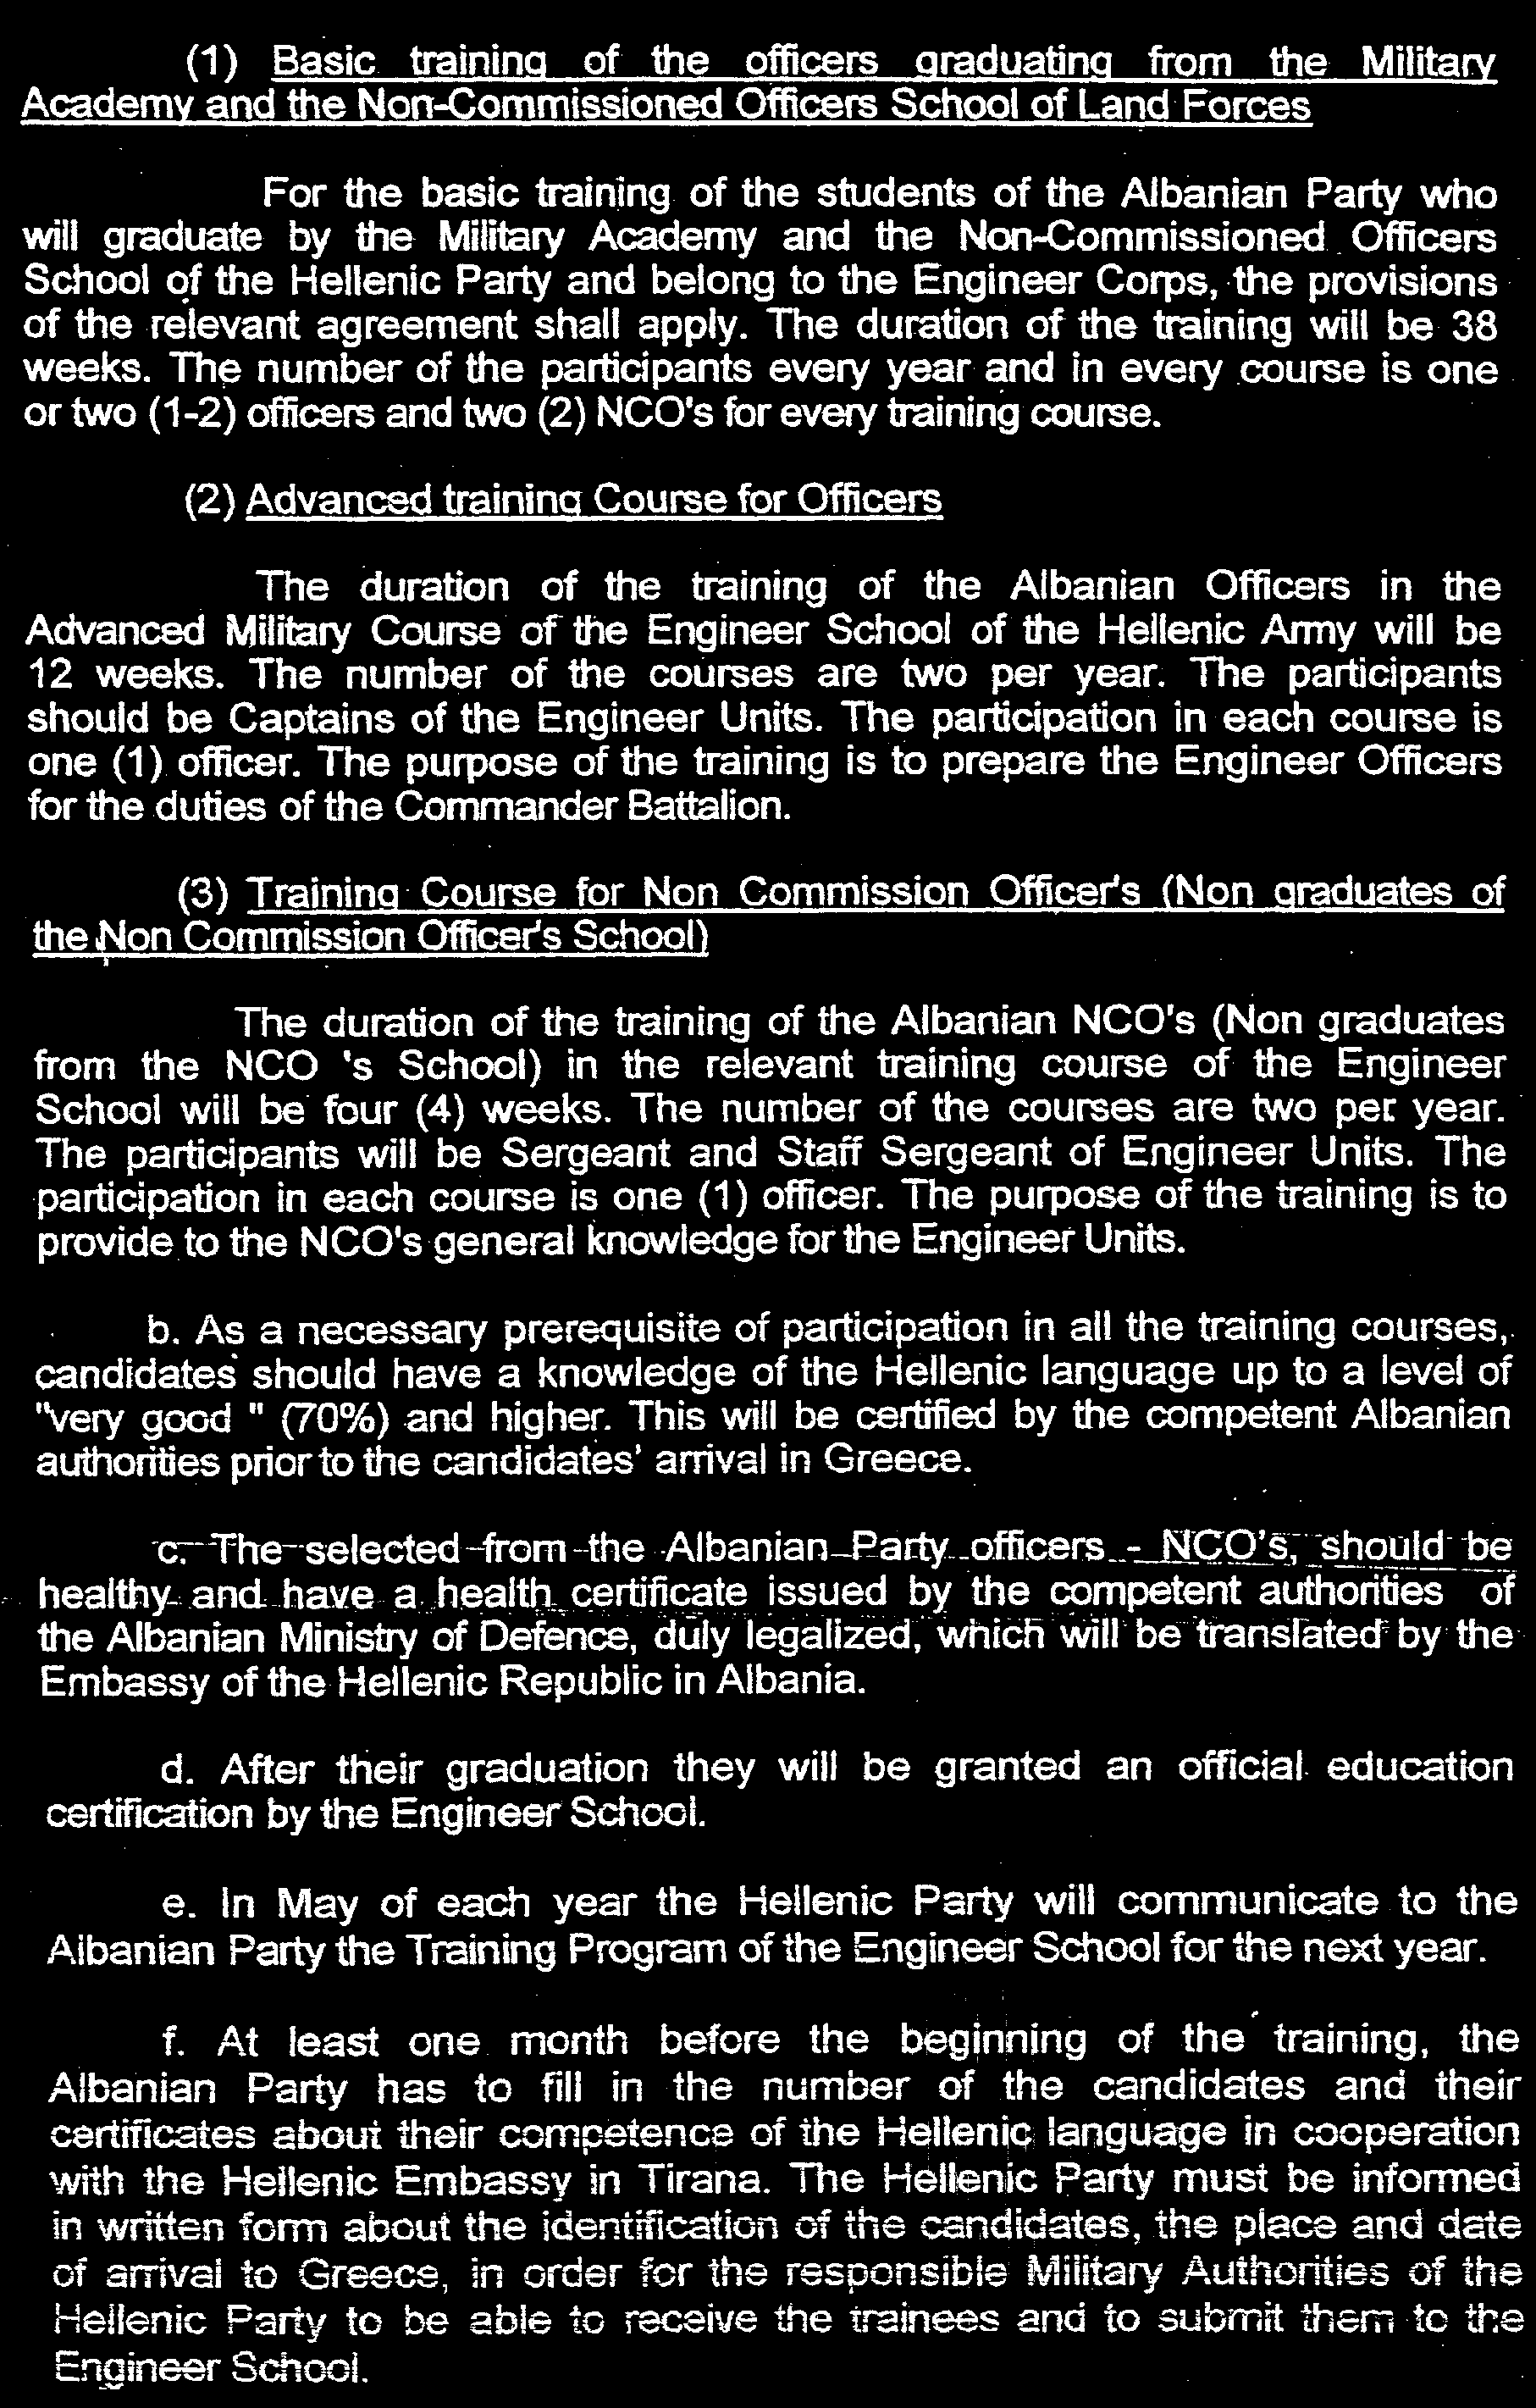 (1) Basic training of the officers graduating from the Military
Academy and the Non-Commissioned Officers School of Land Forces
For the basic training of the students of the Albanian Party who
will graduate by the Military Academy and the Non-Commissioned Officers
School of the Hellenic Party and belong to the Engineer Corps, the provisions
of the relevant agreement shall apply. The duration of the training will be 38
weeks. The number of the participants every year and in every course is one
or two (1-2) officers and two (2) NCO's for every training course.
(2) Advanced training Course for Officers
The duration of the training of the Albanian Officers in the
Advanced Military Course of the Engineer School of the Hellenic Army will be
12 weeks. The number of the courses are two per year. The participants
should be Captains of the Engineer Units. The participation in each course is
one (1) officer. The purpose of the training is to prepare the Engineer Officers
for the duties of the Commander Battalion.
(3) Training Course for Non Commission Officer's (Non graduates of
the Non Commission Officer's School)
The duration of the training of the Albanian NCO's (Non graduates
from the NCO 's School) in the relevant training course of the Engineer
School will be four (4) weeks. The number of the courses are two per year.
The participants will be Sergeant and Staff Sergeant of Engineer Units. The
participation in each course is one (1) officer. The purpose of the training is to
provide to the NCO's general knowledge for the Engineer Units.
b. As a necessary prerequisite of participation in all the training courses,
candidates should have a knowledge of the Hellenic language up to a level of
"very good " (70%) and higher. This will be certified by the competent Albanian
authorities prior to the candidates' arrival in Greece.
c. The selected from the Albanian Party officers - NCO's, should be
healthy and have a health certificate issued by the competent authorities of
the Albanian Ministry of Defence, duly legalized, which will be translated by the
Embassy of the Hellenic Republic in Albania.
d. After their graduation they will be granted an official education
certification by the Engineer School.
e. In May of each year the Hellenic Party will communicate to the
Albanian Party the Training Program of the Engineer School for the next year.
f. At least one month before the beginning of the training, the
Albanian Party has to fill in the number of the candidates and their
certificates about their competence of the Hellenic language in cooperation
with the Hellenic Embassy in Tirana. The Hellenic Party must be informed
in written form about the identification of the candidates, the place and date
of arrival to Greece, in order for the responsible Military Authorities of the
Hellenic Party to be able to receive the trainees and to submit them to the
Engineer School.